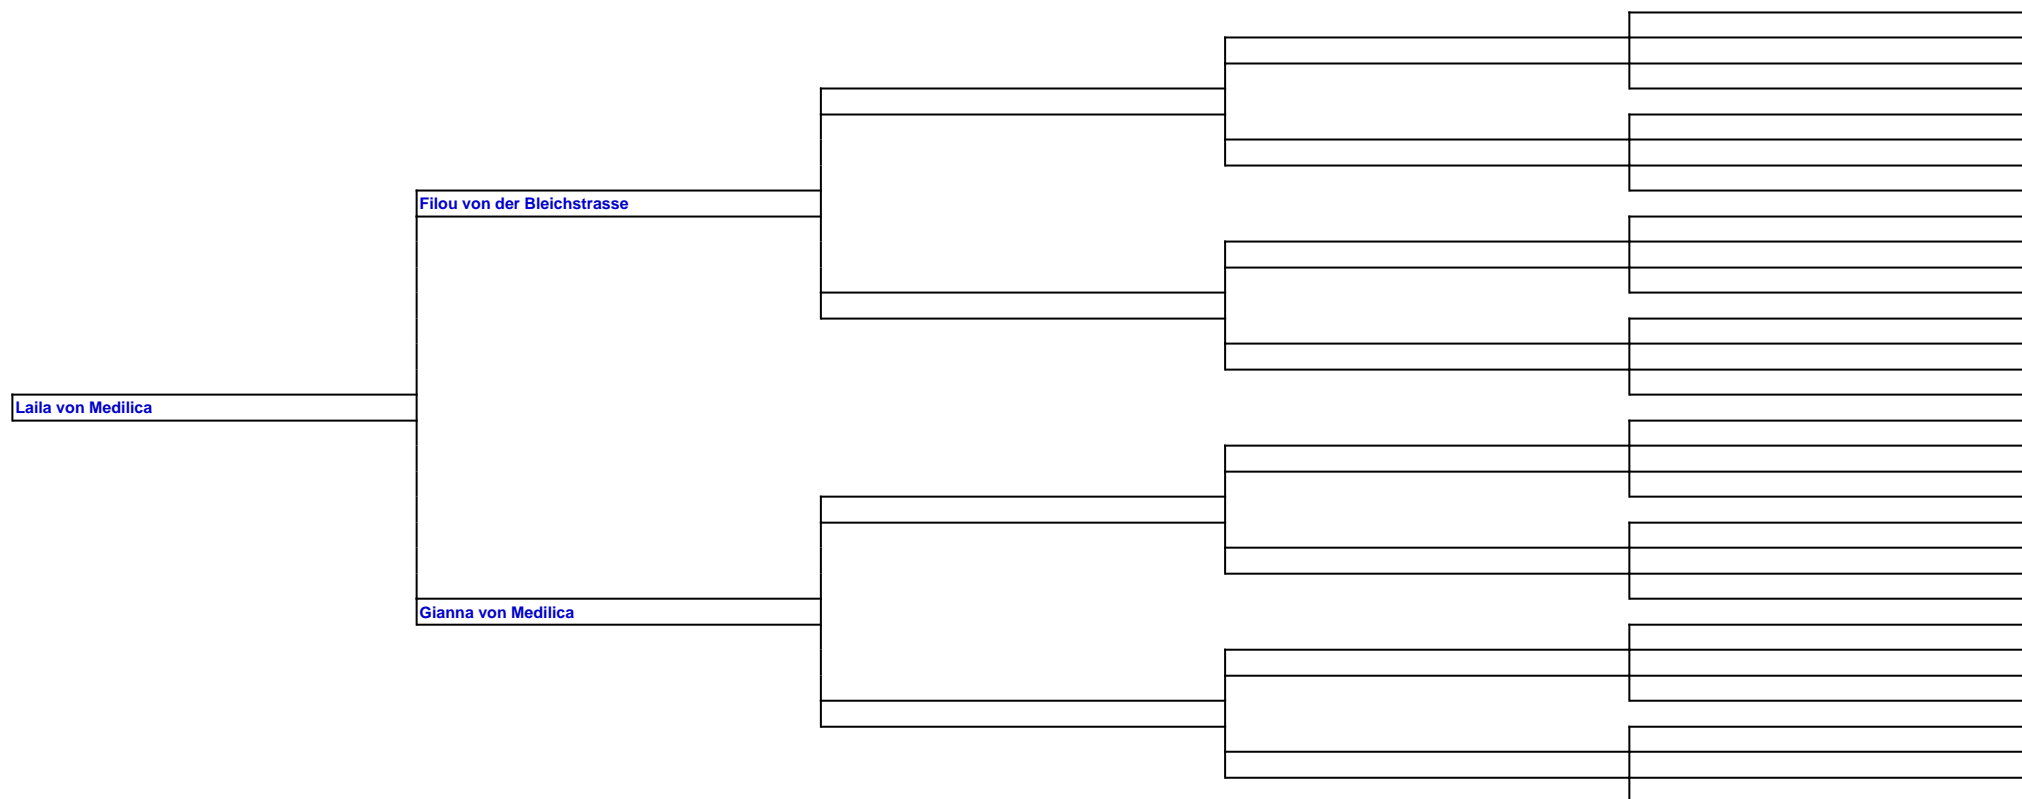 Filou von der Bleichstrasse
Laila von Medilica
Gianna von Medilica